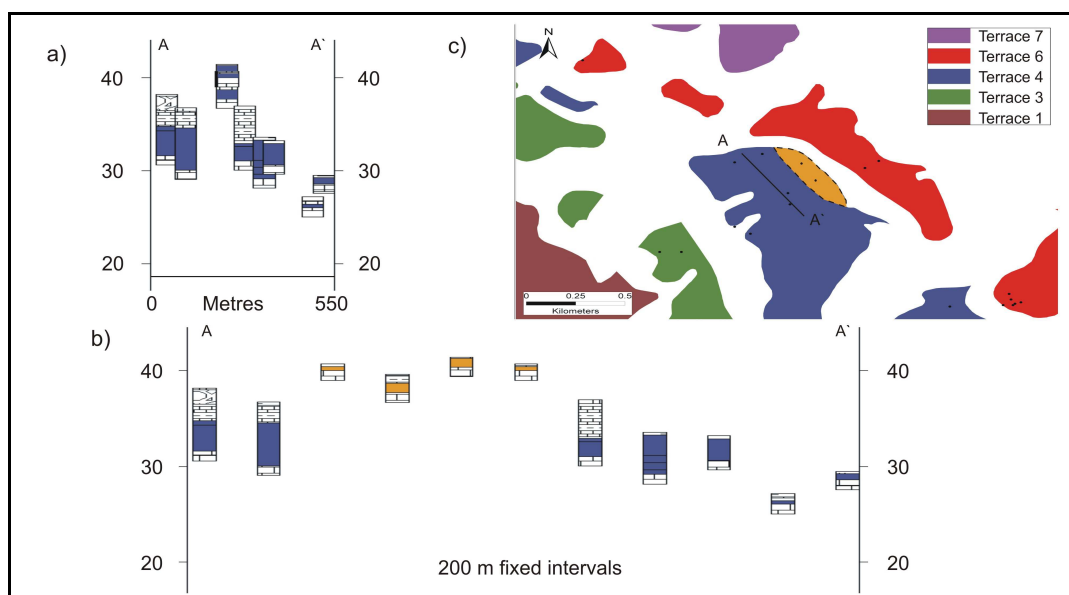 a)
A A`
40 40
30 30
20 20
0 Metres 550
c)
N
Terrace 7
Terrace 6
Terrace 4
Terrace 3
Terrace 1
A
A`
0 0.25 0.5
Kilometers
b)
A A`
40 40
30 30
20 20
200 m fixed intervals